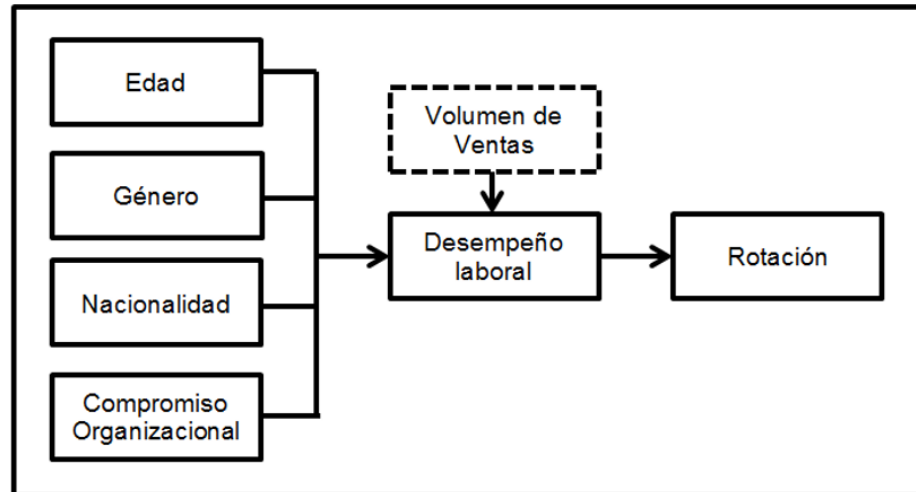 Edad
Género
Nacionalidad
Compromiso
Organizacional
Volumen de
Ventas
Desempeño
laboral
Rotación